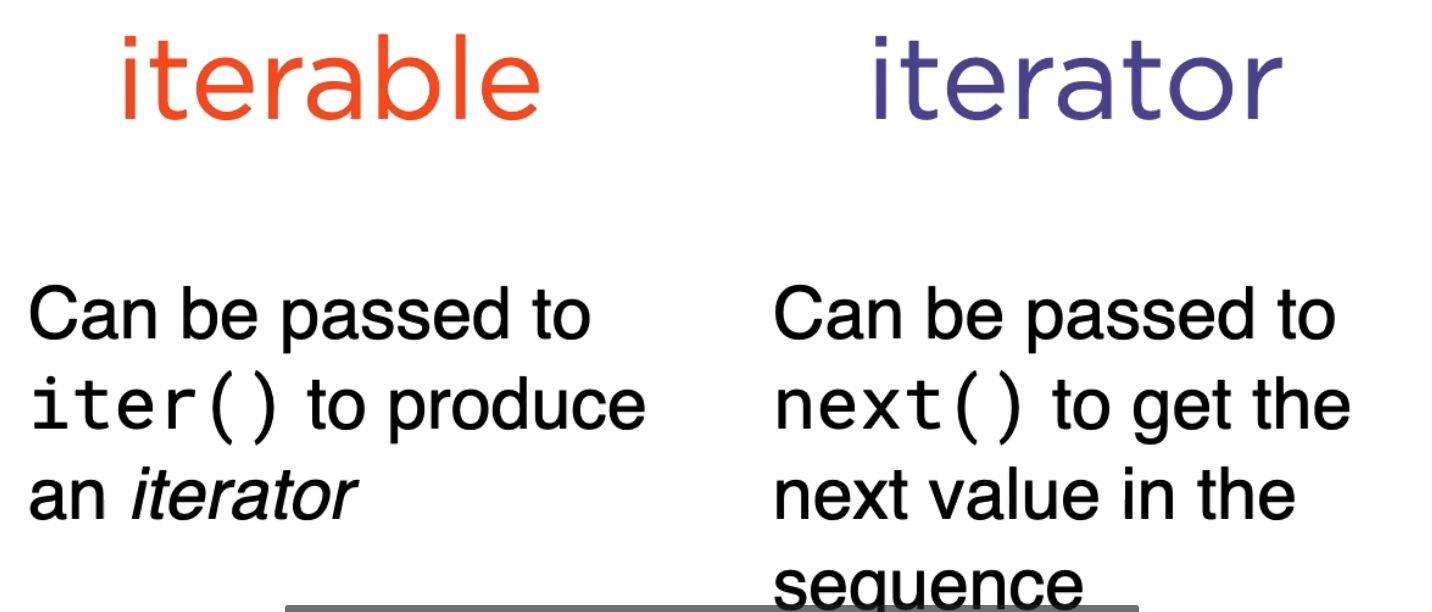 iterable
Can be passed to
iter() to produce
an iterator
iterator
Can be passed to
next() to get the
next value in the
sequence